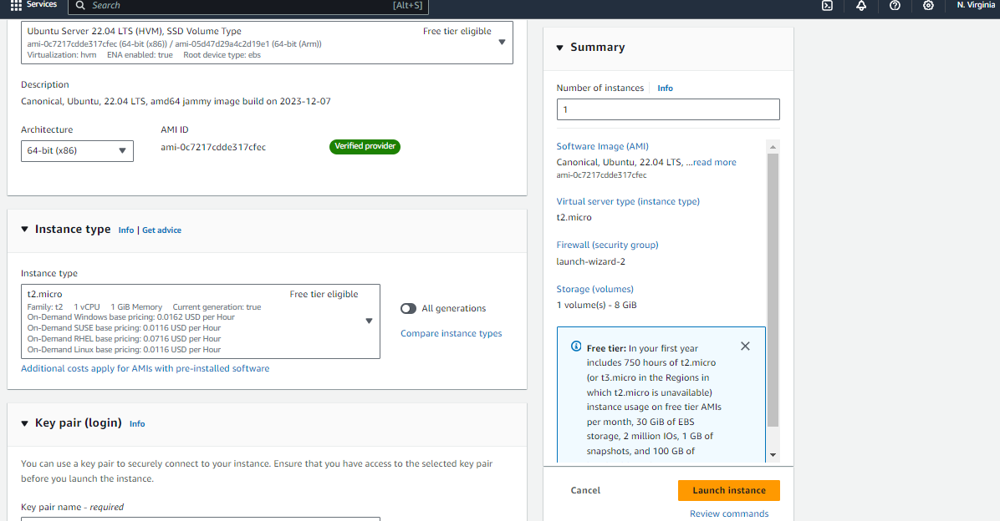 Services
Search
[Alt+S]
N. Virginia
Ubuntu Server 22.04 LTS (HVM), SSD Volume Type
Free tier eligible
ami-0c7217cdde317cfec (64-bit (x86)) / ami-05d47d29a4c2d19e1 (64-bit (Arm))
Virtualization: hvm ENA enabled: true Root device type: ebs
Description
Canonical, Ubuntu, 22.04 LTS, amd64 jammy image build on 2023-12-07
Architecture
AMI ID
64-bit (x86)
ami-0c7217cdde317cfec
Verified provider
Instance type Info | Get advice
Instance type
t2.micro
Free tier eligible
Family: t2 1 vCPU 1 GiB Memory Current generation: true
On-Demand Windows base pricing: 0.0162 USD per Hour
On-Demand SUSE base pricing: 0.0116 USD per Hour
On-Demand RHEL base pricing: 0.0716 USD per Hour
On-Demand Linux base pricing: 0.0116 USD per Hour
All generations
Compare instance types
Additional costs apply for AMIs with pre-installed software
Key pair (login) Info
You can use a key pair to securely connect to your instance. Ensure that you have access to the selected key pair
before you launch the instance.
Key pair name - required
Summary
Number of instances Info
1
Software Image (AMI)
Canonical, Ubuntu, 22.04 LTS, ...read more
ami-0c7217cdde317cfec
Virtual server type (instance type)
t2.micro
Firewall (security group)
launch-wizard-2
Storage (volumes)
1 volume(s) - 8 GiB
Free tier: In your first year
includes 750 hours of t2.micro
(or t3.micro in the Regions in
which t2.micro is unavailable)
instance usage on free tier AMIs
per month, 30 GiB of EBS
storage, 2 million IOs, 1 GB of
snapshots, and 100 GB of
Cancel
Launch instance
Review commands